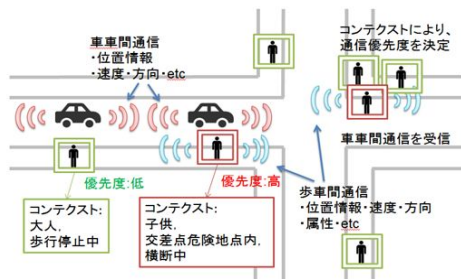 車車間通信
・位置情報
・速度・方向・etc
コンテクストにより、
通信優先度を決定
車車間通信を受信
優先度:低
優先度:高
コンテクスト:
大人、
歩行停止中
コンテクスト:
子供、
交差点危険地点内、
横断中
歩車間通信
・位置情報・速度・方向
・属性・etc